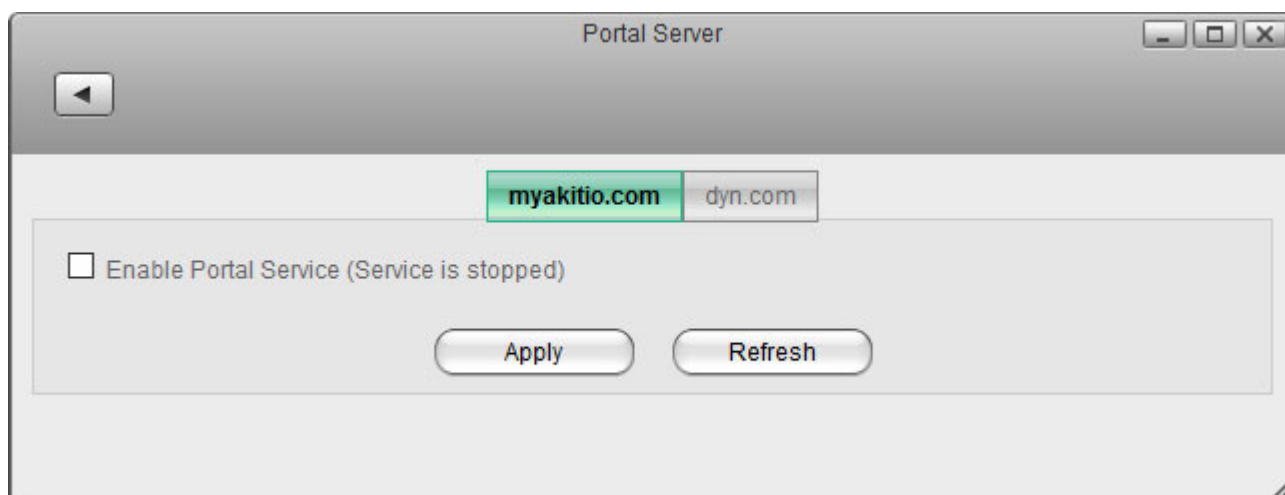 Portal Server
myakitio.com dyn.com
Enable Portal Service (Service is stopped)
Apply Refresh